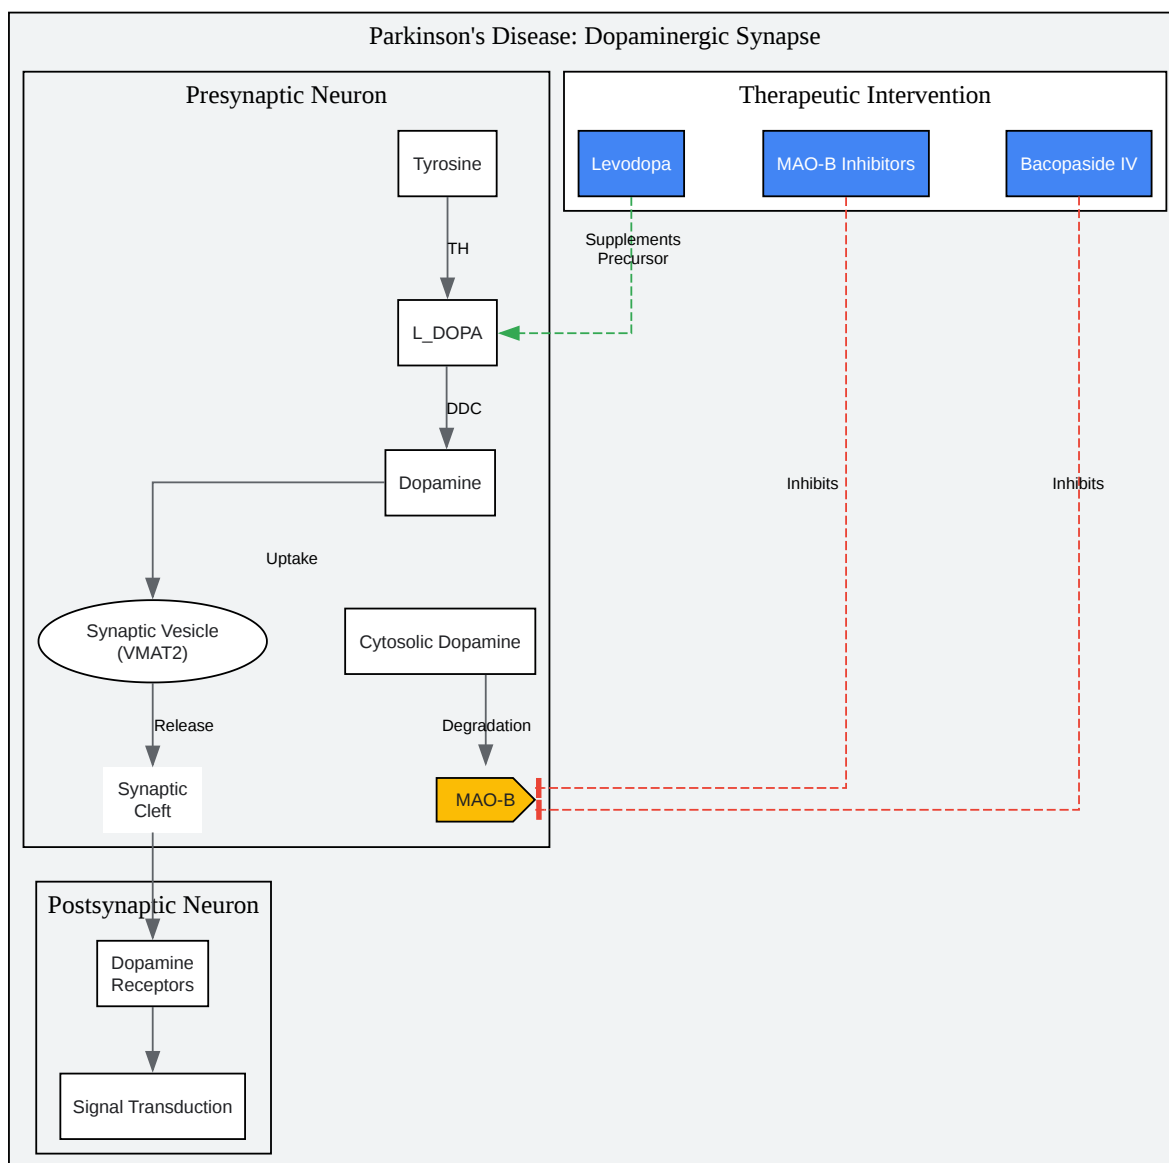 Parkinson's Disease: Dopaminergic Synapse
Presynaptic Neuron
Tyrosine
TH
L_DOPA
DDC
Dopamine
Uptake
Synaptic Vesicle
(VMAT2)
Cytosolic Dopamine
Release
Degradation
Synaptic
Cleft
MAO-B
Therapeutic Intervention
Levodopa
MAO-B Inhibitors
Bacopaside IV
Supplements
Precursor
Inhibits
Inhibits
Postsynaptic Neuron
Dopamine
Receptors
Signal Transduction